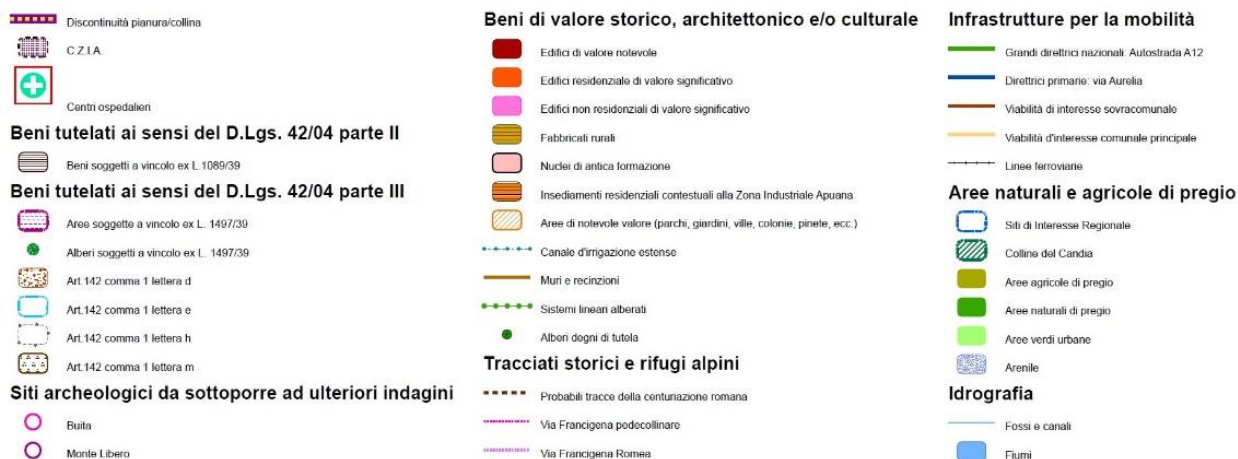 Discontinuità pianura/collina
C.Z.I.A.
Centri ospedalieri
Beni tutelati ai sensi del D.Lgs. 42/04 parte II
Beni soggetti a vincolo ex L.1089/39
Beni tutelati ai sensi del D.Lgs. 42/04 parte III
Aree soggette a vincolo ex L. 1497/39
Alberi soggetti a vincolo ex L. 1497/39
Art.142 comma 1 lettera d
Art.142 comma 1 lettera e
Art.142 comma 1 lettera h
Art.142 comma 1 lettera m
Siti archeologici da sottoporre ad ulteriori indagini
Buita
Monte Libero
Beni di valore storico, architettonico e/o culturale
Edifici di valore notevole
Edifici residenziale di valore significativo
Edifici non residenziali di valore significativo
Fabbricati rurali
Nuclei di antica formazione
Insediamenti residenziali contestuali alla Zona Industriale Apuana
Aree di notevole valore (parchi, giardini, ville, colonie, pinete, ecc.)
Canale d'irrigazione estense
Muri e recinzioni
Sistemi lineari alberati
Alberi degni di tutela
Tracciati storici e rifugi alpini
Probabili tracce della centuriazione romana
Via Francigena pedecollinare
Via Francigena Romea
Infrastrutture per la mobilità
Grandi direttrici nazionali: Autostrada A12
Direttrici primarie: via Aurelia
Viabilità di interesse sovracomunale
Viabilità d'interesse comunale principale
Linee ferroviarie
Aree naturali e agricole di pregio
Siti di Interesse Regionale
Colline del Candia
Aree agricole di pregio
Aree naturali di pregio
Aree verdi urbane
Arenile
Idrografia
Fossi e canali
Fiumi